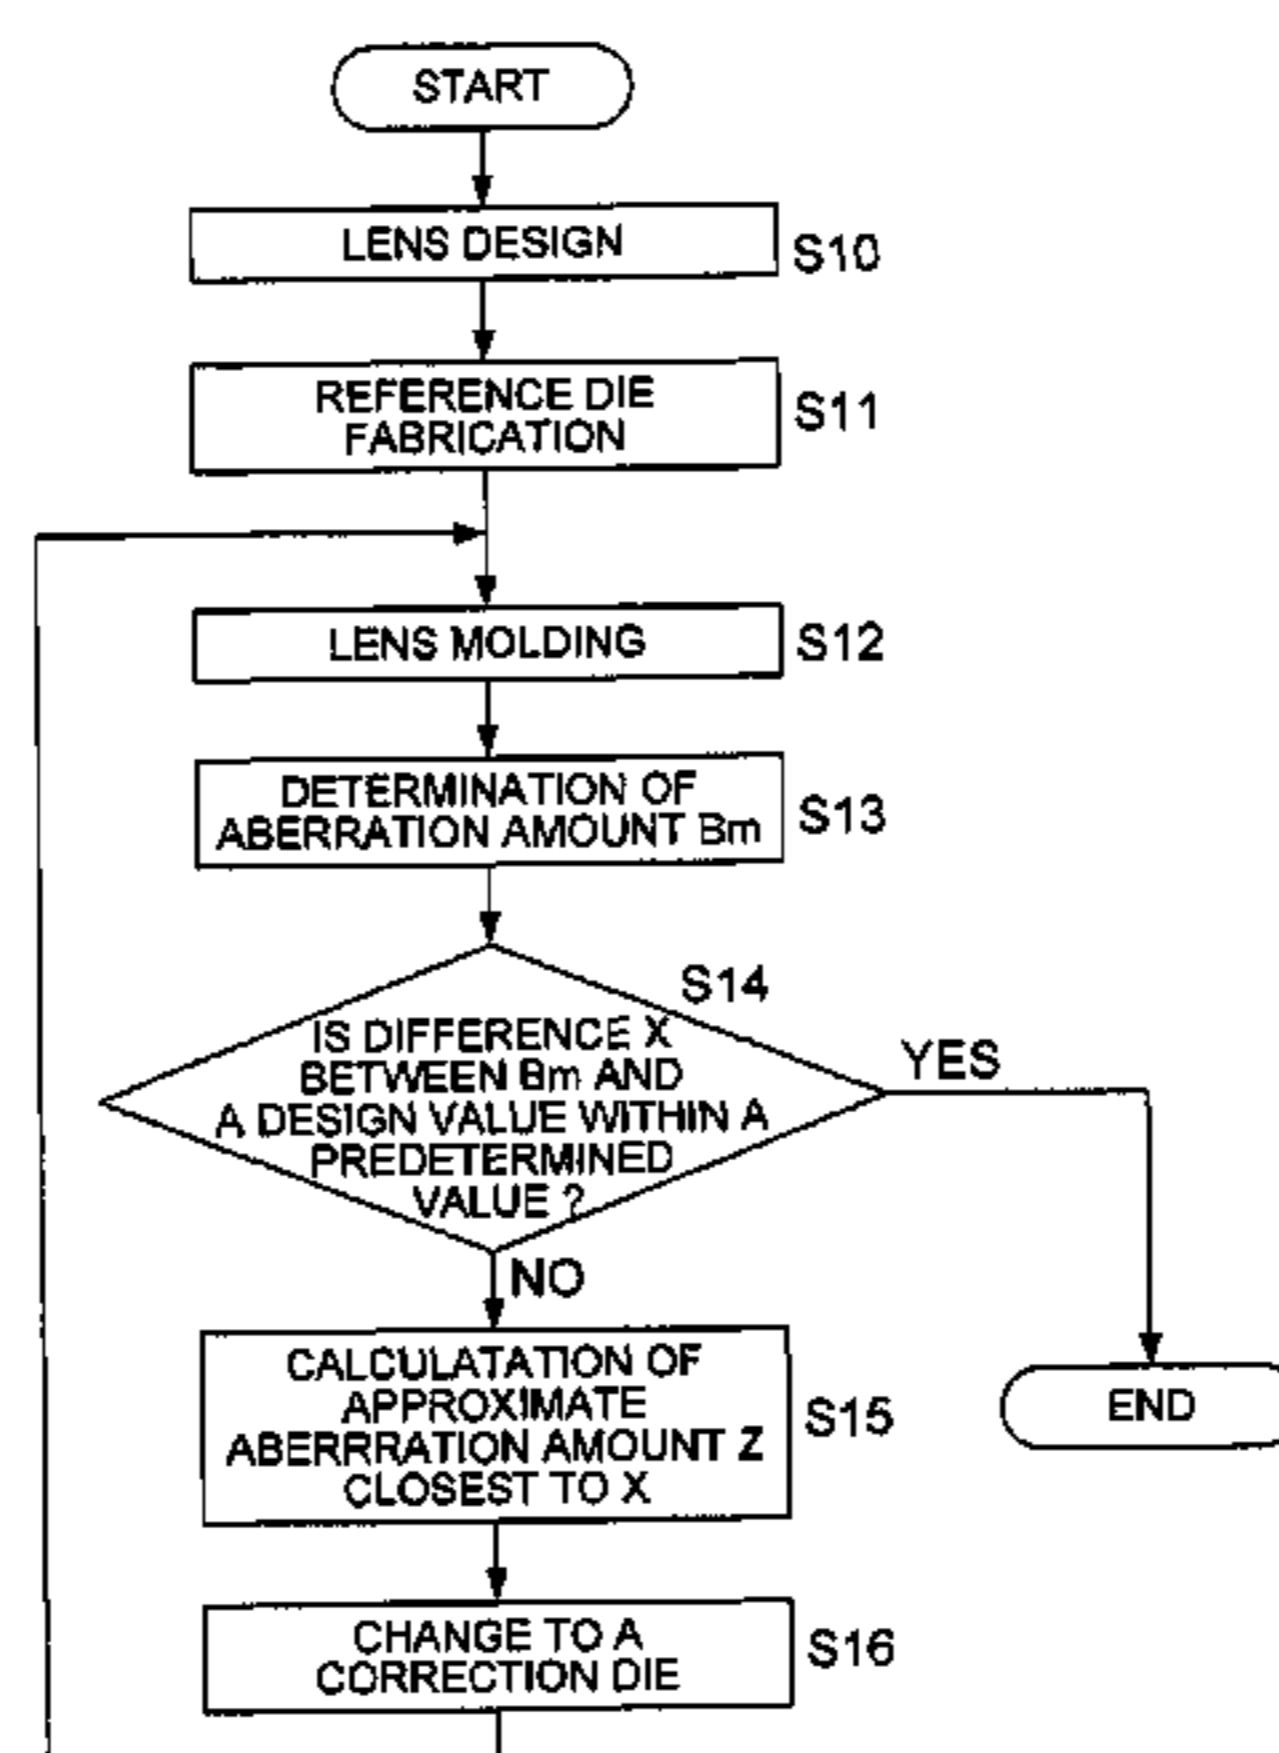 START
LENS DESIGN
S10
REFERENCE DIE
FABRICATION
S11
LENS MOLDING
S12
DETERMINATION OF
ABERRATION AMOUNT Bm
S13
S14
IS DIFFERENCE X
BETWEEN Bm AND
A DESIGN VALUE WITHIN A
PREDETERMINED
VALUE ?
YES
NO
CALCULATATION OF
APPROXIMATE
ABERRRATION AMOUNT Z
CLOSEST TO X
S15
END
CHANGE TO A
CORRECTION DIE
S16